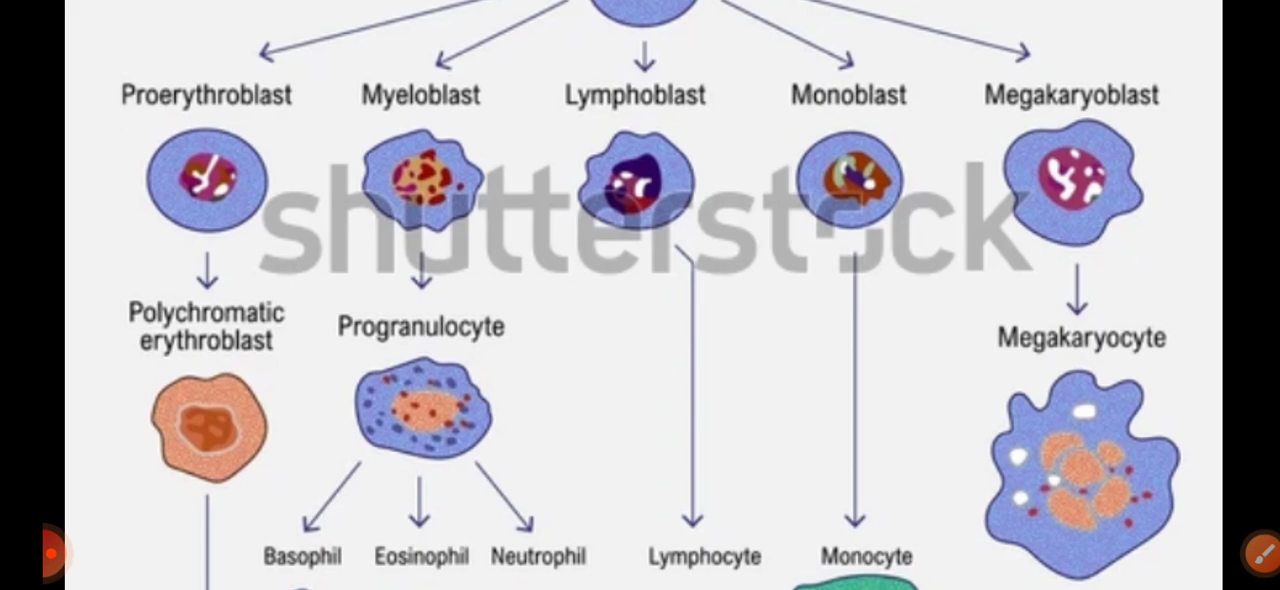 Proerythroblast
Myeloblast
Lymphoblast
Monoblast
Megakaryoblast
shutterstock
Polychromatic
erythroblast
Progranulocyte
Megakaryocyte
Basophil
Eosinophil
Neutrophil
Lymphocyte
Monocyte